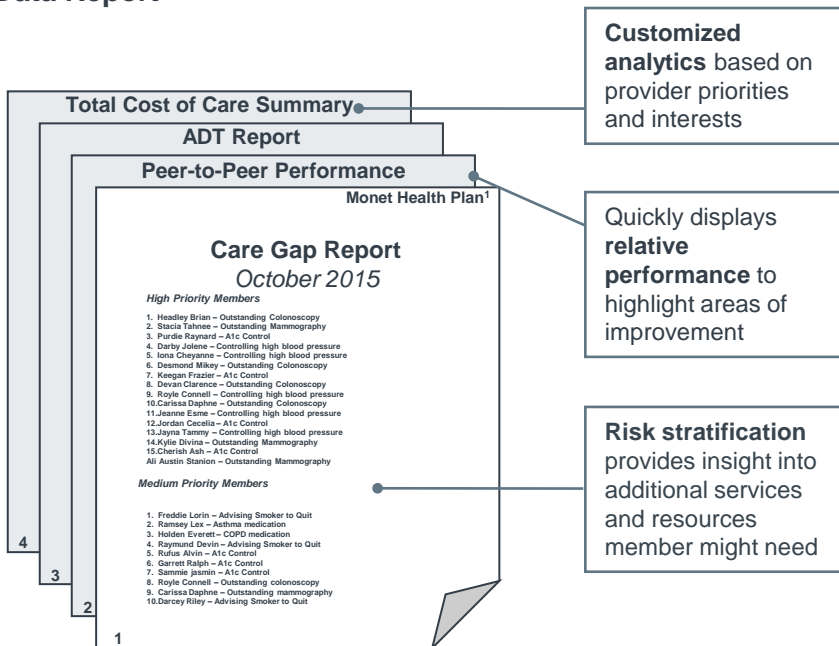 Data Report
Customized
analytics based on
provider priorities
and interests
Total Cost of Care Summary
ADT Report
Peer-to-Peer Performance
Monet Health Plan¹
Quickly displays
relative
performance to
highlight areas of
improvement
Care Gap Report
October 2015
High Priority Members
1. Headley Brian – Outstanding Colonoscopy
2. Stacia Tahnee – Outstanding Mammography
3. Purdie Raynard – A1c Control
4. Darby Jolene – Controlling high blood pressure
5. Iona Cheyanne – Controlling high blood pressure
6. Desmond Mikey – Outstanding Colonoscopy
7. Keegan Frazier – A1c Control
8. Devan Clarence – Outstanding Colonoscopy
9. Royle Connell – Controlling high blood pressure
10.Carissa Daphne – Outstanding Colonoscopy
11.Jeanne Esme – Controlling high blood pressure
12.Jordan Cecelia – A1c Control
13.Jayna Tammy – Controlling high blood pressure
14.Kylie Divina – Outstanding Mammography
15.Cherish Ash – A1c Control
Ali Austin Stanion – Outstanding Mammography
Risk stratification
provides insight into
additional services
and resources
member might need
Medium Priority Members
1. Freddie Lorin – Advising Smoker to Quit
2. Ramsey Lex – Asthma medication
3. Holden Everett – COPD medication
4. Raymund Devin – Advising Smoker to Quit
5. Rufus Alvin – A1c Control
6. Garrett Ralph – A1c Control
7. Sammie jasmin – A1c Control
8. Royle Connell – Outstanding colonoscopy
9. Carissa Daphne – Outstanding mammography
10.Darcey Riley – Advising Smoker to Quit
4
3
2
1